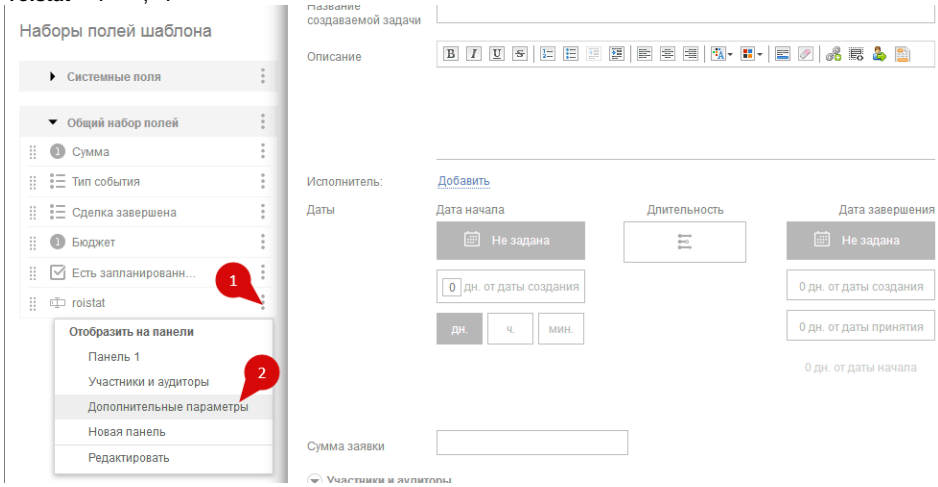 Название
создаваемой задачи
Наборы полей шаблона
Описание
B I U S
Системные поля
Общий набор полей
1 Сумма
Тип события
Исполнитель: Добавить
Сделка завершена
Даты Дата начала Длительность Дата завершения
Не задана Не задана
1 Бюджет
Есть запланированн...
1
0 дн. от даты создания 0 дн. от даты создания
roistat
Отобразить на панели
дн. ч. мин. 0 дн. от даты принятия
Панель 1
Участники и аудиторы
2
0 дн. от даты начала
Дополнительные параметры
Новая панель
Сумма заявки
Редактировать
Участники и аудиторы